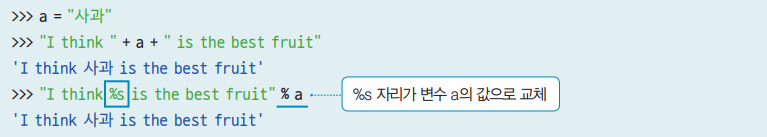 >>> a = "사과"
>>> "I think " + a + " is the best fruit"
'I think 사과 is the best fruit'
>>> "I think %s is the best fruit" % a %s 자리가 변수 a의 값으로 교체
'I think 사과 is the best fruit'